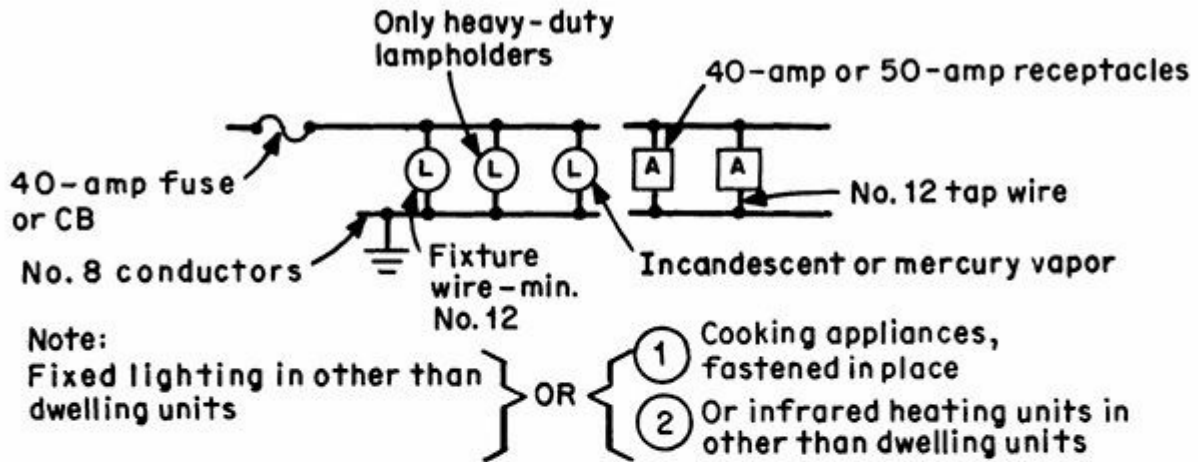 Only heavy-duty
lampholders
40-amp or 50-amp receptacles
L
L
L
A
A
40-amp fuse
or CB
No. 12 tap wire
No. 8 conductors
Fixture
wire-min.
No. 12
Incandescent or mercury vapor
Note:
Fixed lighting in other than
dwelling units
OR
1 Cooking appliances,
fastened in place
2 Or infrared heating units in
other than dwelling units